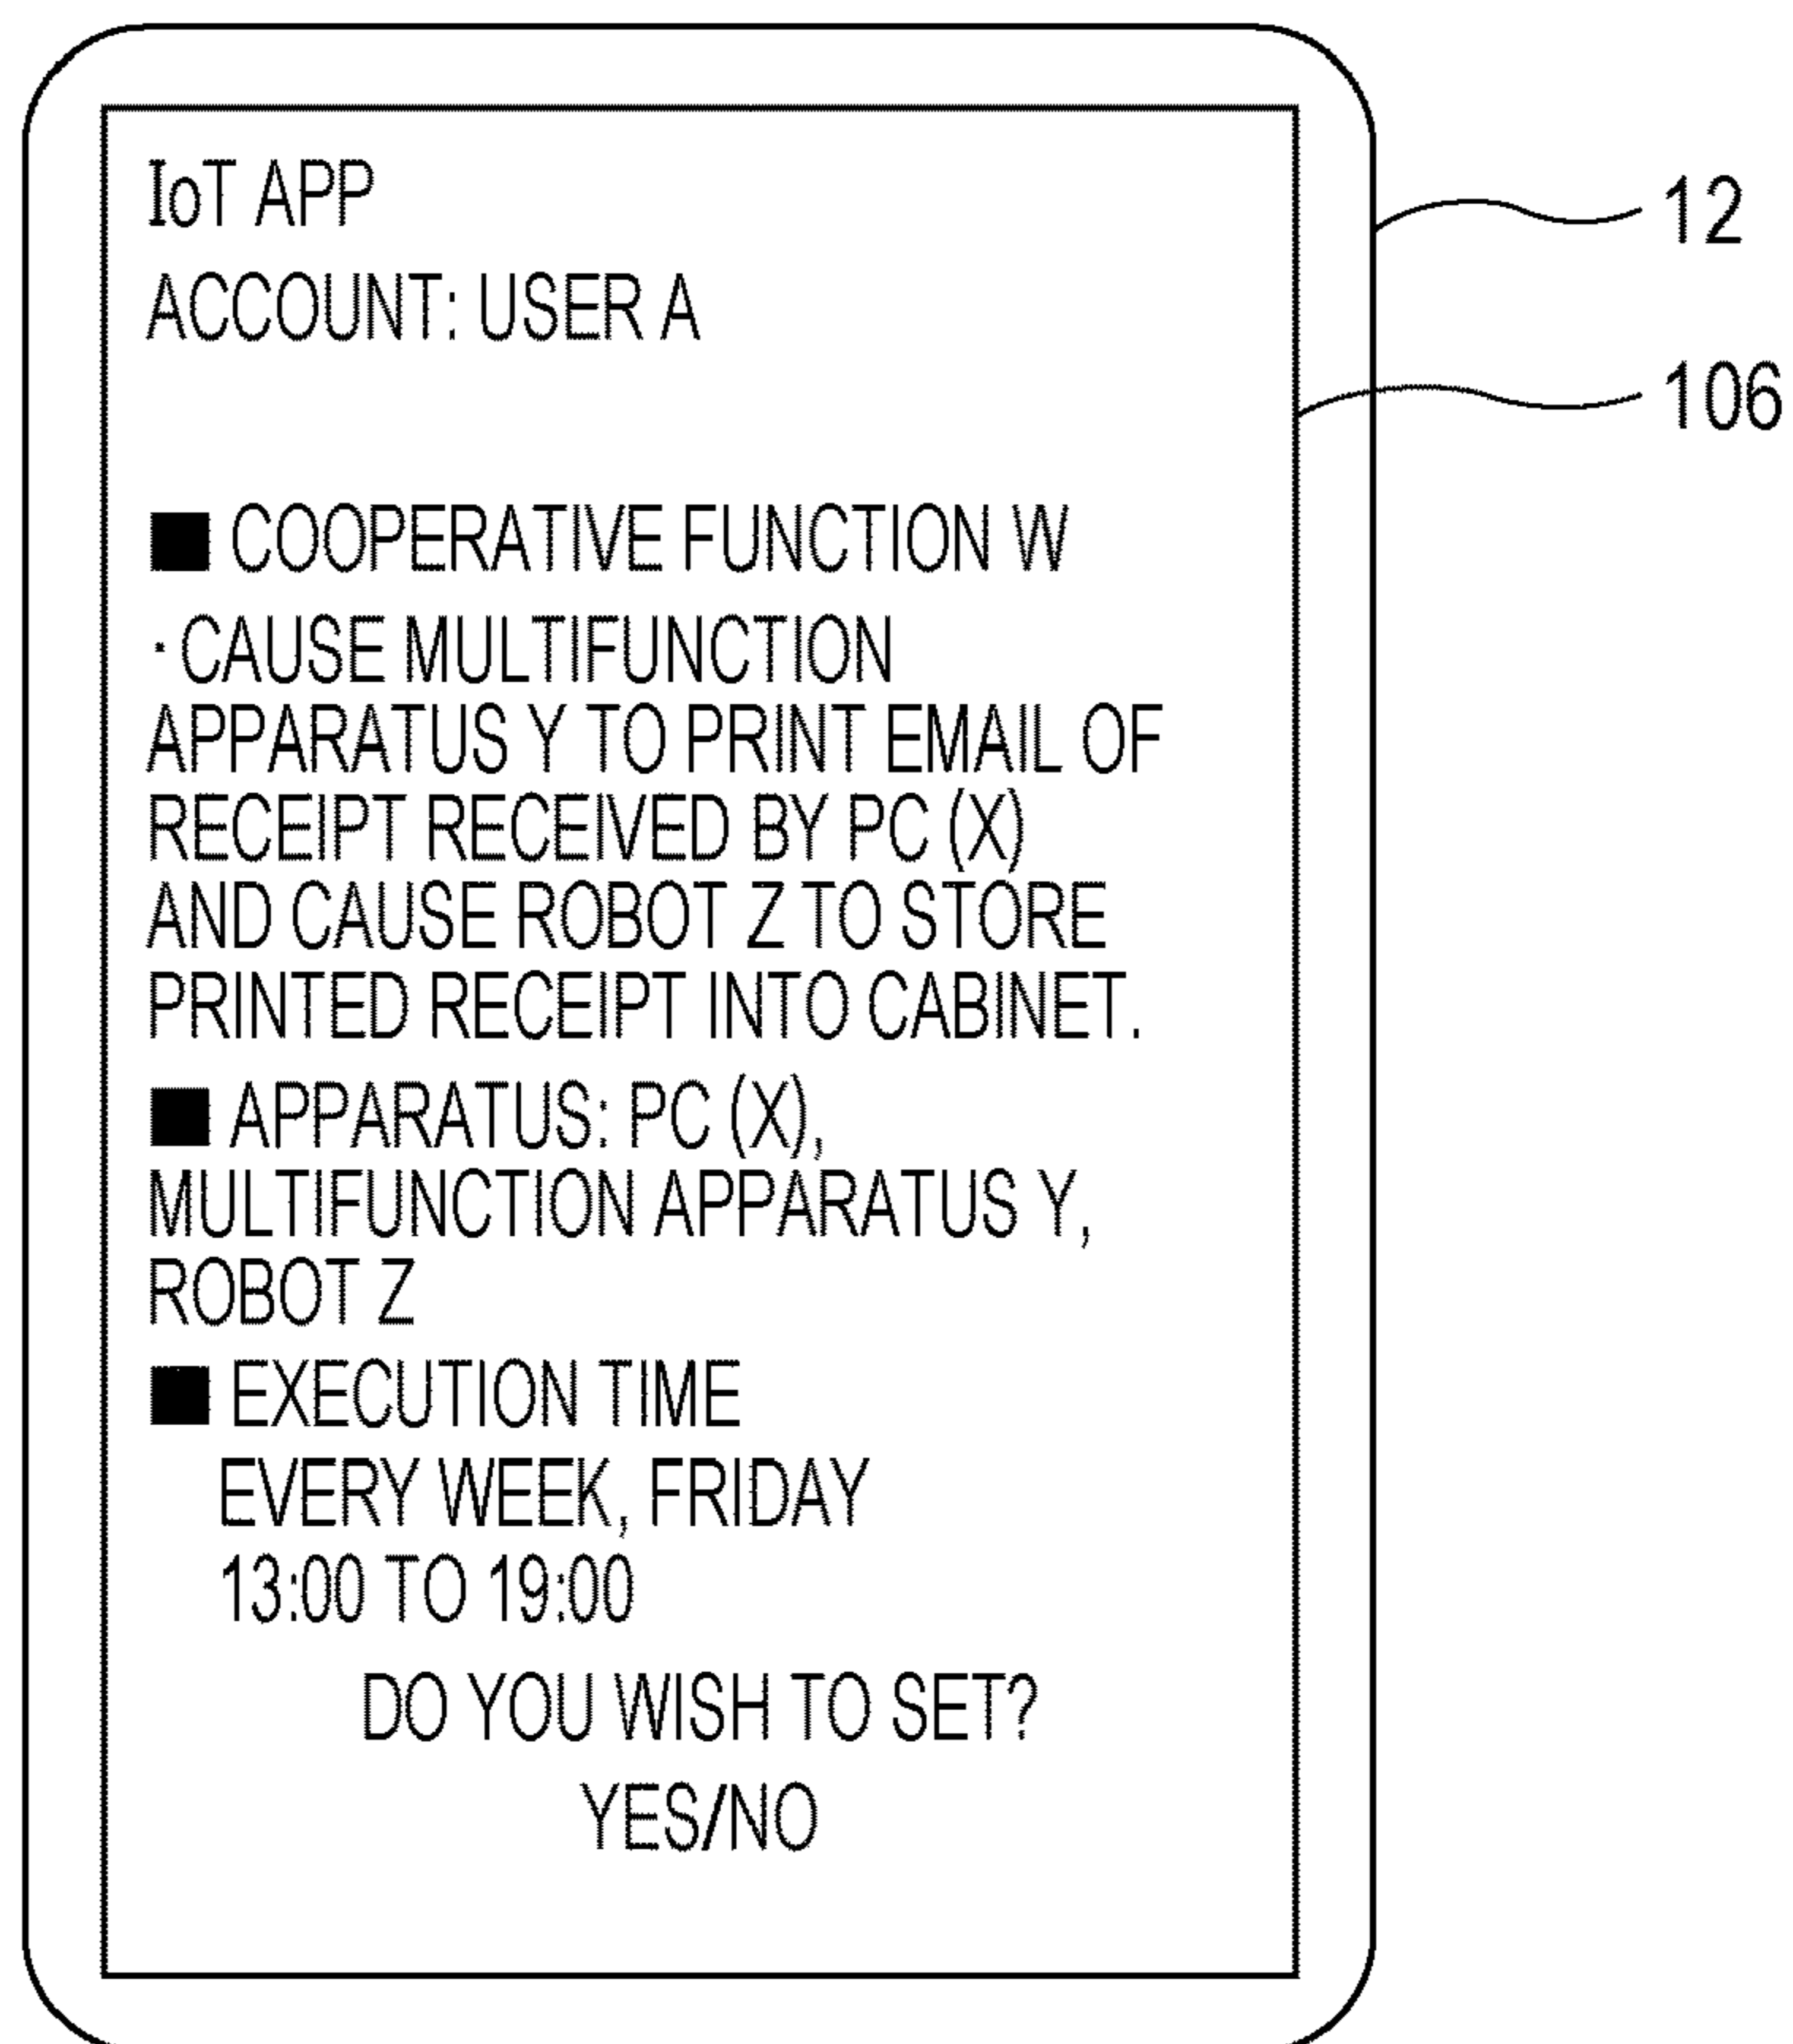 IoT APP
ACCOUNT: USER A
12
106
■ COOPERATIVE FUNCTION W
· CAUSE MULTIFUNCTION
APPARATUS Y TO PRINT EMAIL OF
RECEIPT RECEIVED BY PC (X)
AND CAUSE ROBOT Z TO STORE
PRINTED RECEIPT INTO CABINET.
■ APPARATUS: PC (X),
MULTIFUNCTION APPARATUS Y,
ROBOT Z
■ EXECUTION TIME
EVERY WEEK, FRIDAY
13:00 TO 19:00
DO YOU WISH TO SET?
YES/NO